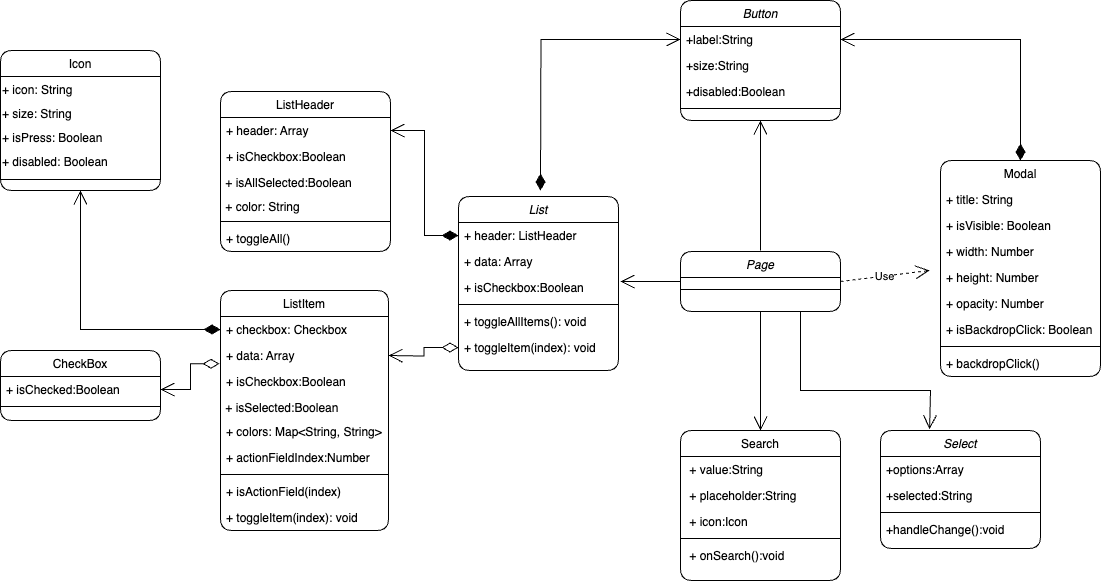 Button
+label:String
+size:String
+disabled:Boolean
Icon
+ icon: String
+ size: String
+ isPress: Boolean
+ disabled: Boolean
ListHeader
+ header: Array
+ isCheckbox:Boolean
+ isAllSelected:Boolean
+ color: String
+ toggleAll()
List
+ header: ListHeader
+ data: Array
+ isCheckbox:Boolean
+ toggleAllItems(): void
+ toggleItem(index): void
Page
Use
Modal
+ title: String
+ isVisible: Boolean
+ width: Number
+ height: Number
+ opacity: Number
+ isBackdropClick: Boolean
+ backdropClick()
ListItem
+ checkbox: Checkbox
+ data: Array
+ isCheckbox:Boolean
+ isSelected:Boolean
+ colors: Map<String, String>
+ actionFieldIndex:Number
+ isActionField(index)
+ toggleItem(index): void
CheckBox
+ isChecked:Boolean
Search
+ value:String
+ placeholder:String
+ icon:Icon
+ onSearch():void
Select
+options:Array
+selected:String
+handleChange():void